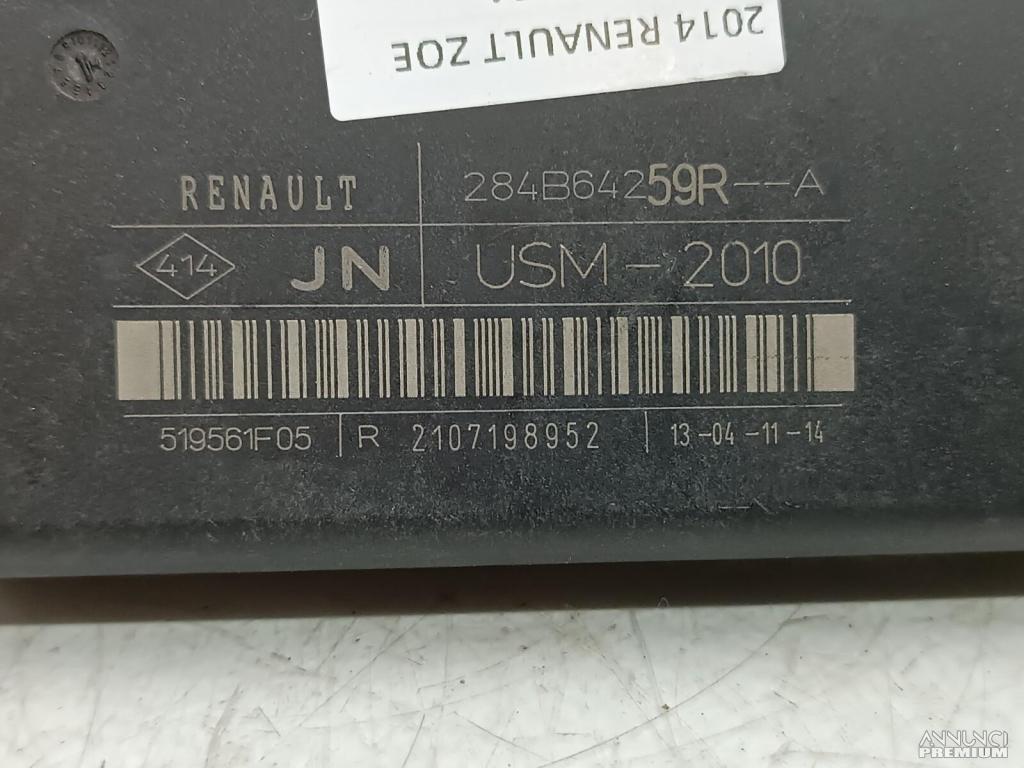 2014 RENAULT ZOE
RENAULT 284B64259R--A
414 JN USM-2010
519561F05 R 2107198952 13-04-11-14
ANNUNCI
PREMIUM